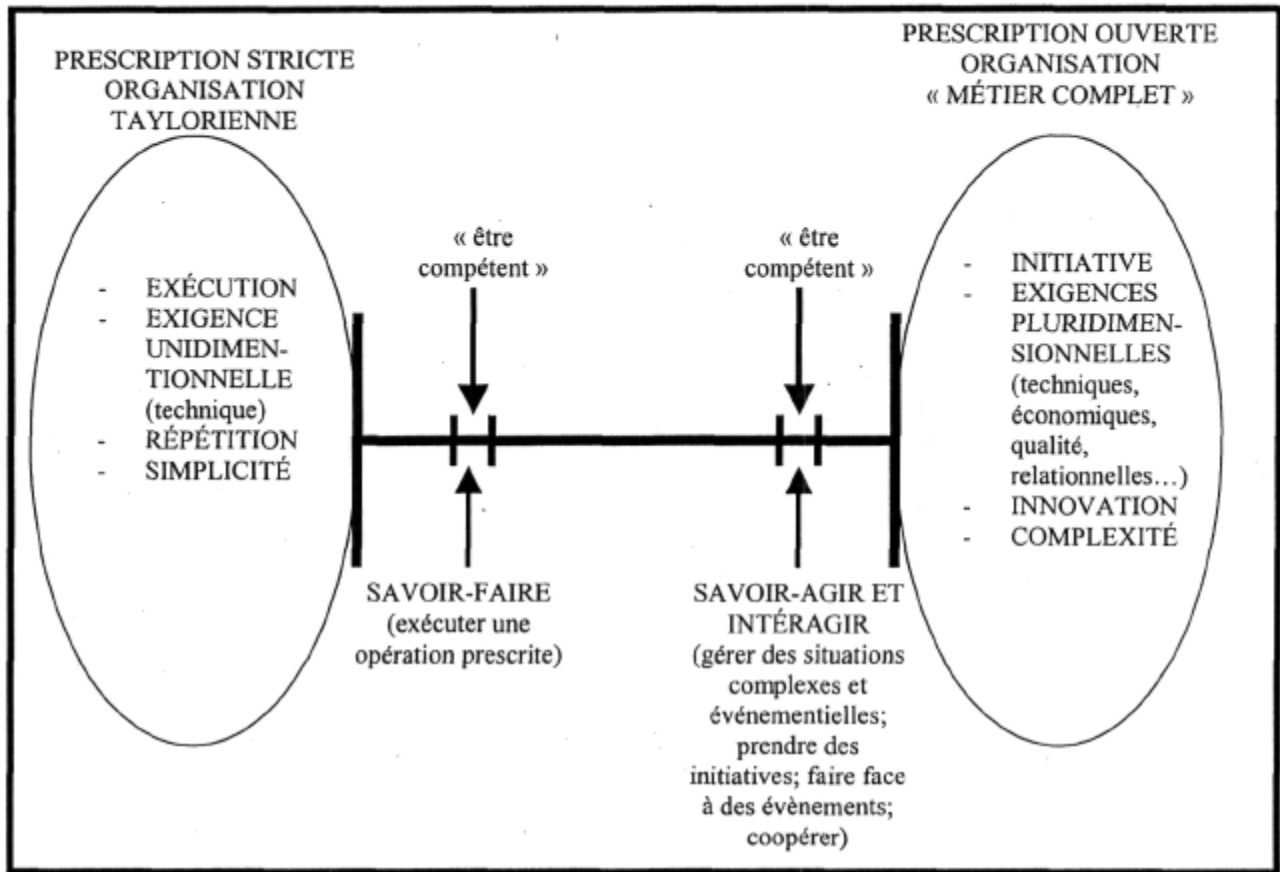 PRESCRIPTION STRICTE
ORGANISATION
TAYLORIENNE
- EXÉCUTION
- EXIGENCE
UNIDIMEN-
TIONNELLE
(technique)
- RÉPÉTITION
- SIMPLICITÉ
« être
compétent »
SAVOIR-FAIRE
(exécuter une
opération prescrite)
« être
compétent »
SAVOIR-AGIR ET
INTÉRAGIR
(gérer des situations
complexes et
événementielles;
prendre des
initiatives; faire face
à des évènements;
coopérer)
PRESCRIPTION OUVERTE
ORGANISATION
« MÉTIER COMPLET »
- INITIATIVE
- EXIGENCES
PLURIDIMEN-
SIONNELLES
(techniques,
économiques,
qualité,
relationnelles...)
- INNOVATION
- COMPLEXITÉ